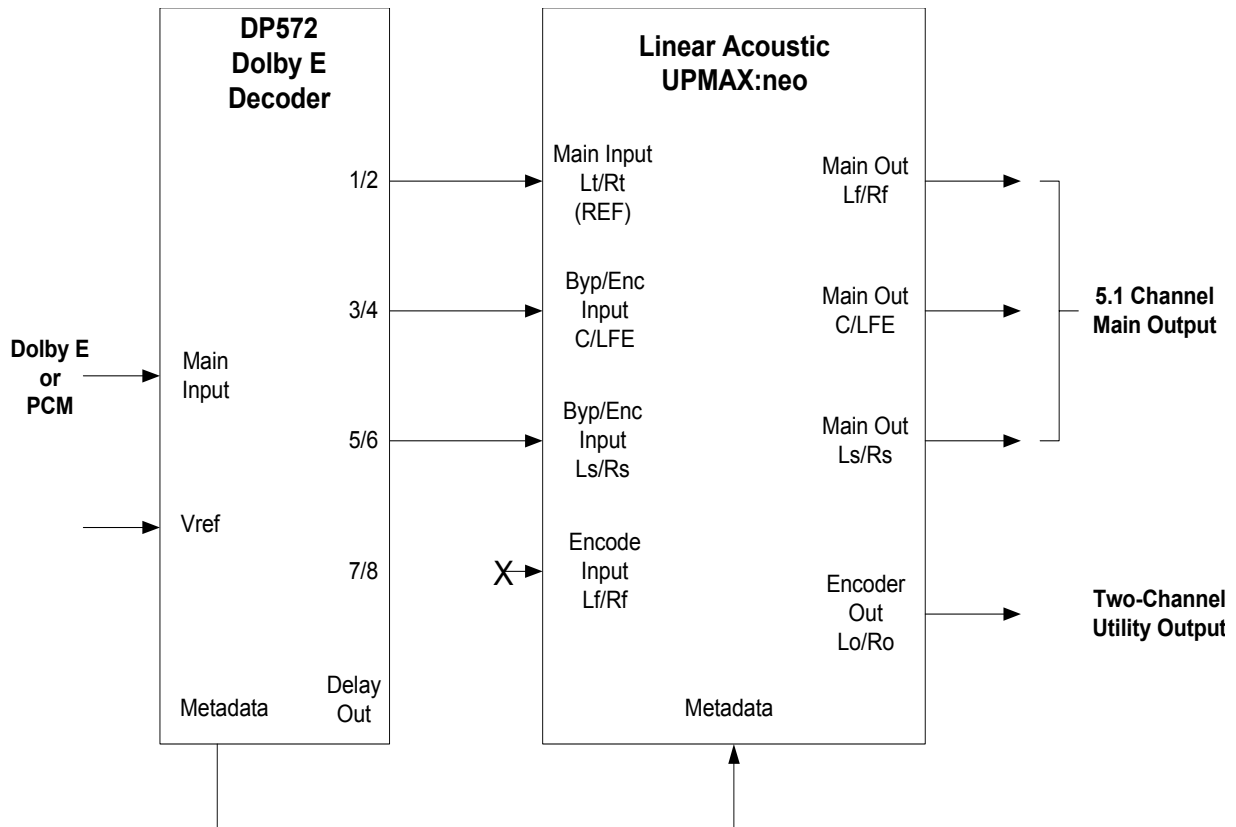 DP572
Dolby E
Decoder
Linear Acoustic
UPMAX:neo
1/2
Main Input
Lt/Rt
(REF)
Main Out
Lf/Rf
3/4
Byp/Enc
Input
C/LFE
Main Out
C/LFE
5.1 Channel
Main Output
Dolby E
or
PCM
Main
Input
5/6
Byp/Enc
Input
Ls/Rs
Main Out
Ls/Rs
Vref
7/8
X
Encode
Input
Lf/Rf
Encoder
Out
Lo/Ro
Two-Channel
Utility Output
Metadata
Delay
Out
Metadata